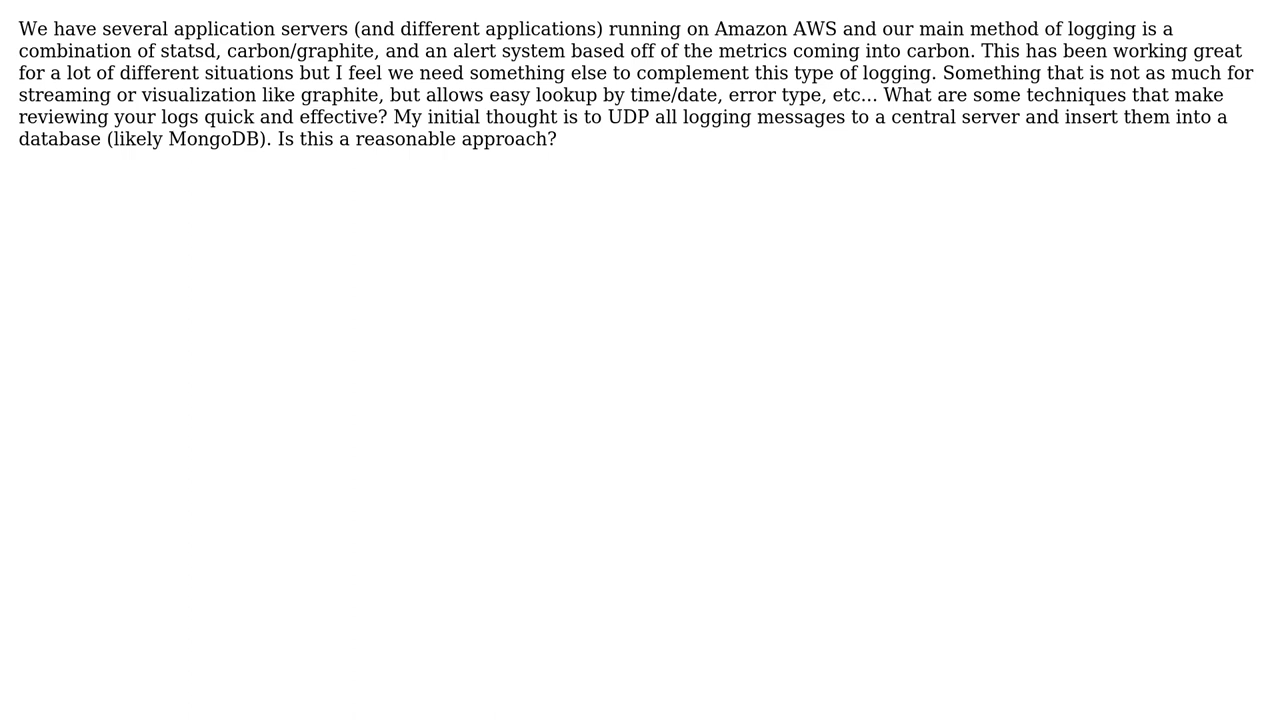 We have several application servers (and different applications) running on Amazon AWS and our main method of logging is a
combination of statsd, carbon/graphite, and an alert system based off of the metrics coming into carbon. This has been working great
for a lot of different situations but I feel we need something else to complement this type of logging. Something that is not as much for
streaming or visualization like graphite, but allows easy lookup by time/date, error type, etc... What are some techniques that make
reviewing your logs quick and effective? My initial thought is to UDP all logging messages to a central server and insert them into a
database (likely MongoDB). Is this a reasonable approach?